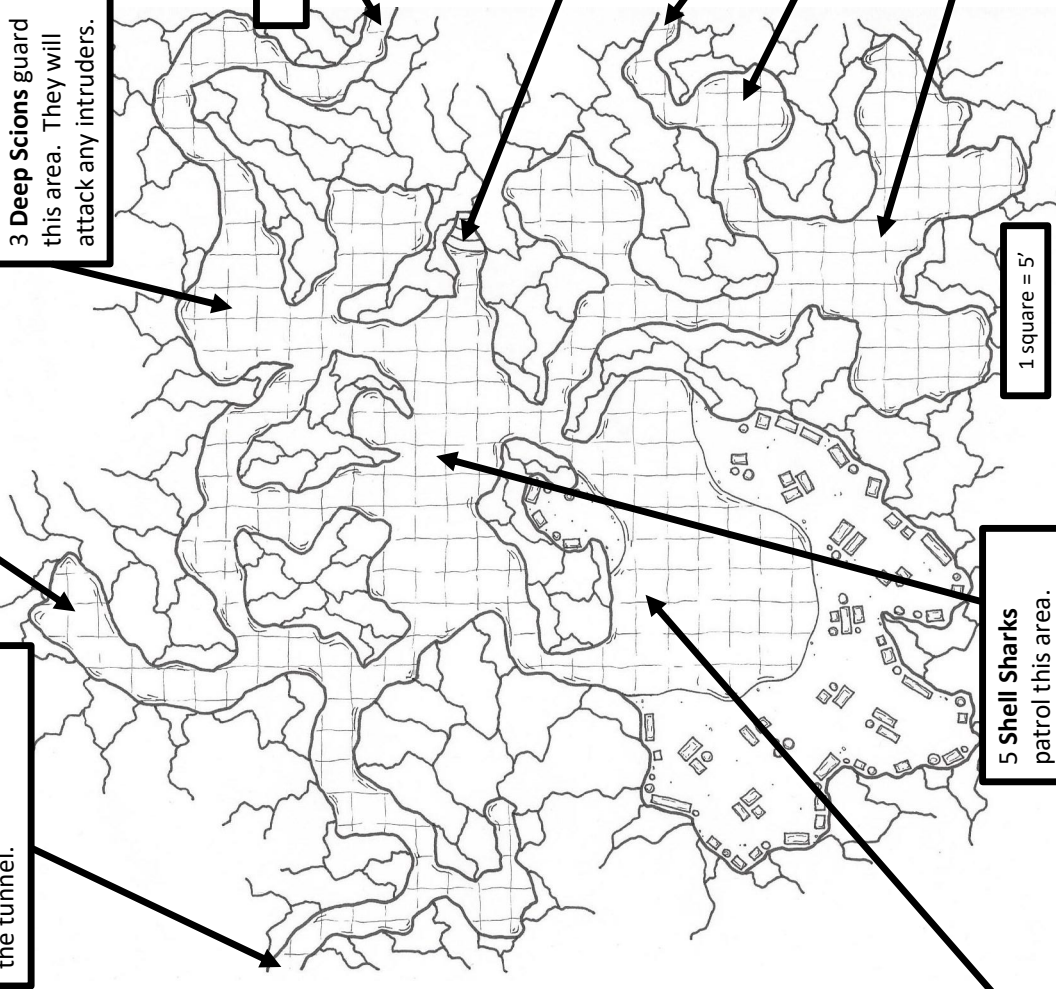 the tunnel.
3 Deep Scions guard
this area. They will
attack any intruders.
1 square = 5'
5 Shell Sharks
patrol this area.